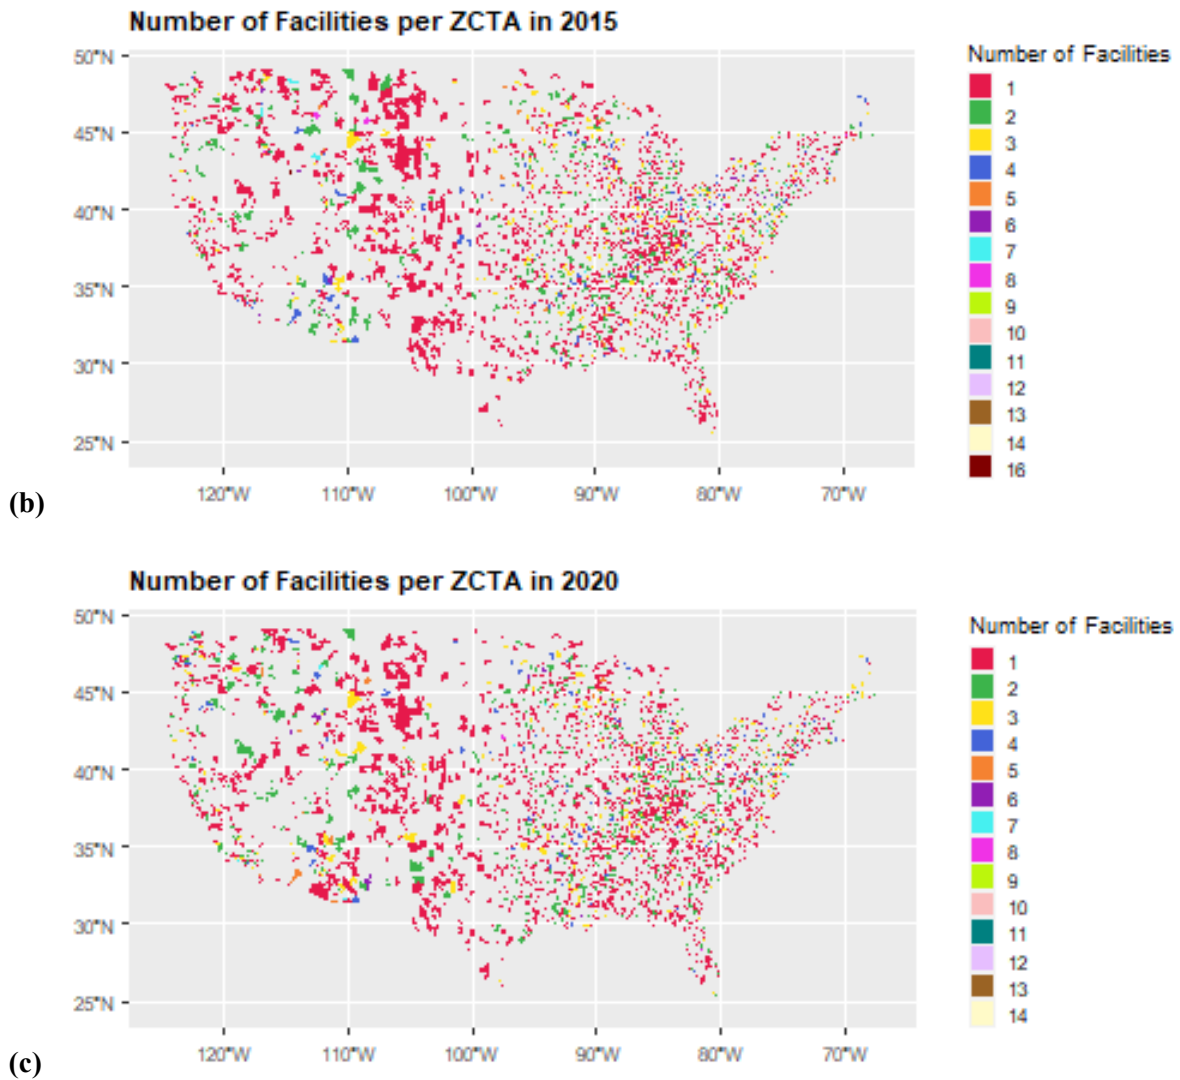 Number of Facilities per ZCTA in 2015
50°N
45°N
40°N
35°N
30°N
25°N
120°W 110°W 100°W 90°W 80°W 70°W
Number of Facilities
1
2
3
4
5
6
7
8
9
10
11
12
13
14
16
(b)
Number of Facilities per ZCTA in 2020
50°N
45°N
40°N
35°N
30°N
25°N
120°W 110°W 100°W 90°W 80°W 70°W
Number of Facilities
1
2
3
4
5
6
7
8
9
10
11
12
13
14
(c)